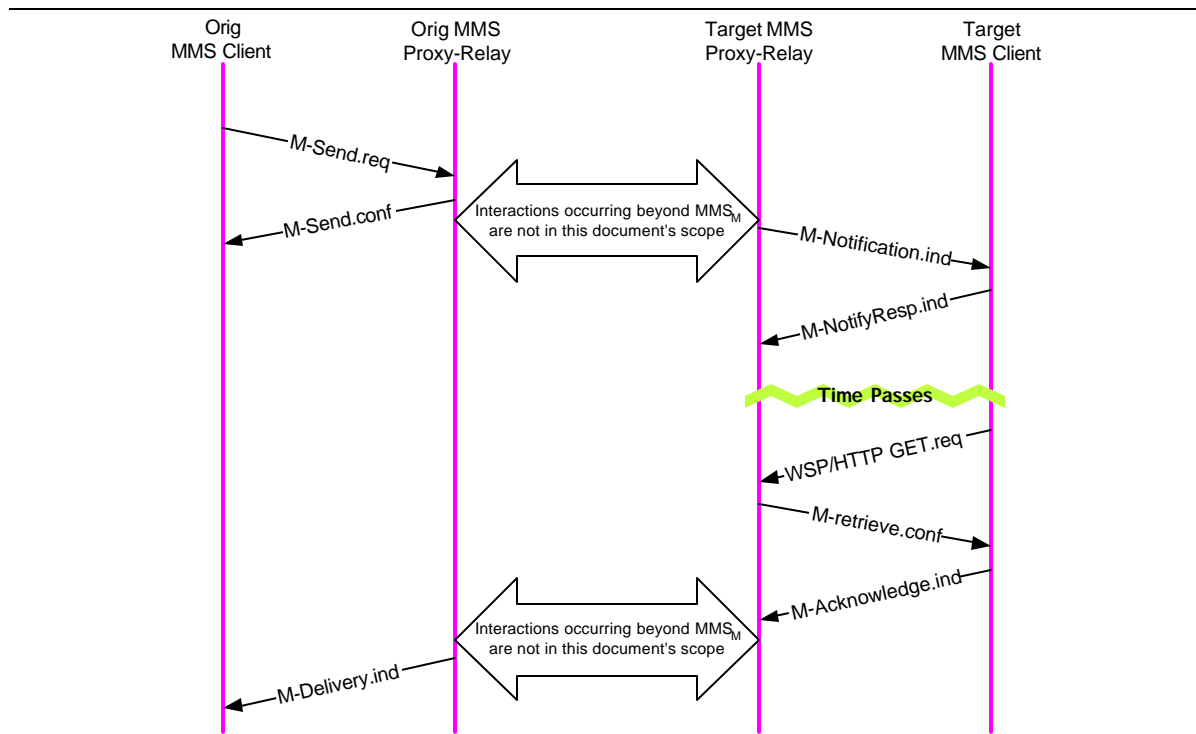 Orig
MMS Client
Orig MMS
Proxy-Relay
Target MMS
Proxy-Relay
Target
MMS Client
M-Send.req
M-Send.conf
Interactions occurring beyond MMSM
are not in this document's scope
M-Notification.ind
M-NotifyResp.ind
Time Passes
WSP/HTTP GET.req
M-retrieve.conf
M-Acknowledge.ind
Interactions occurring beyond MMSM
are not in this document's scope
M-Delivery.ind